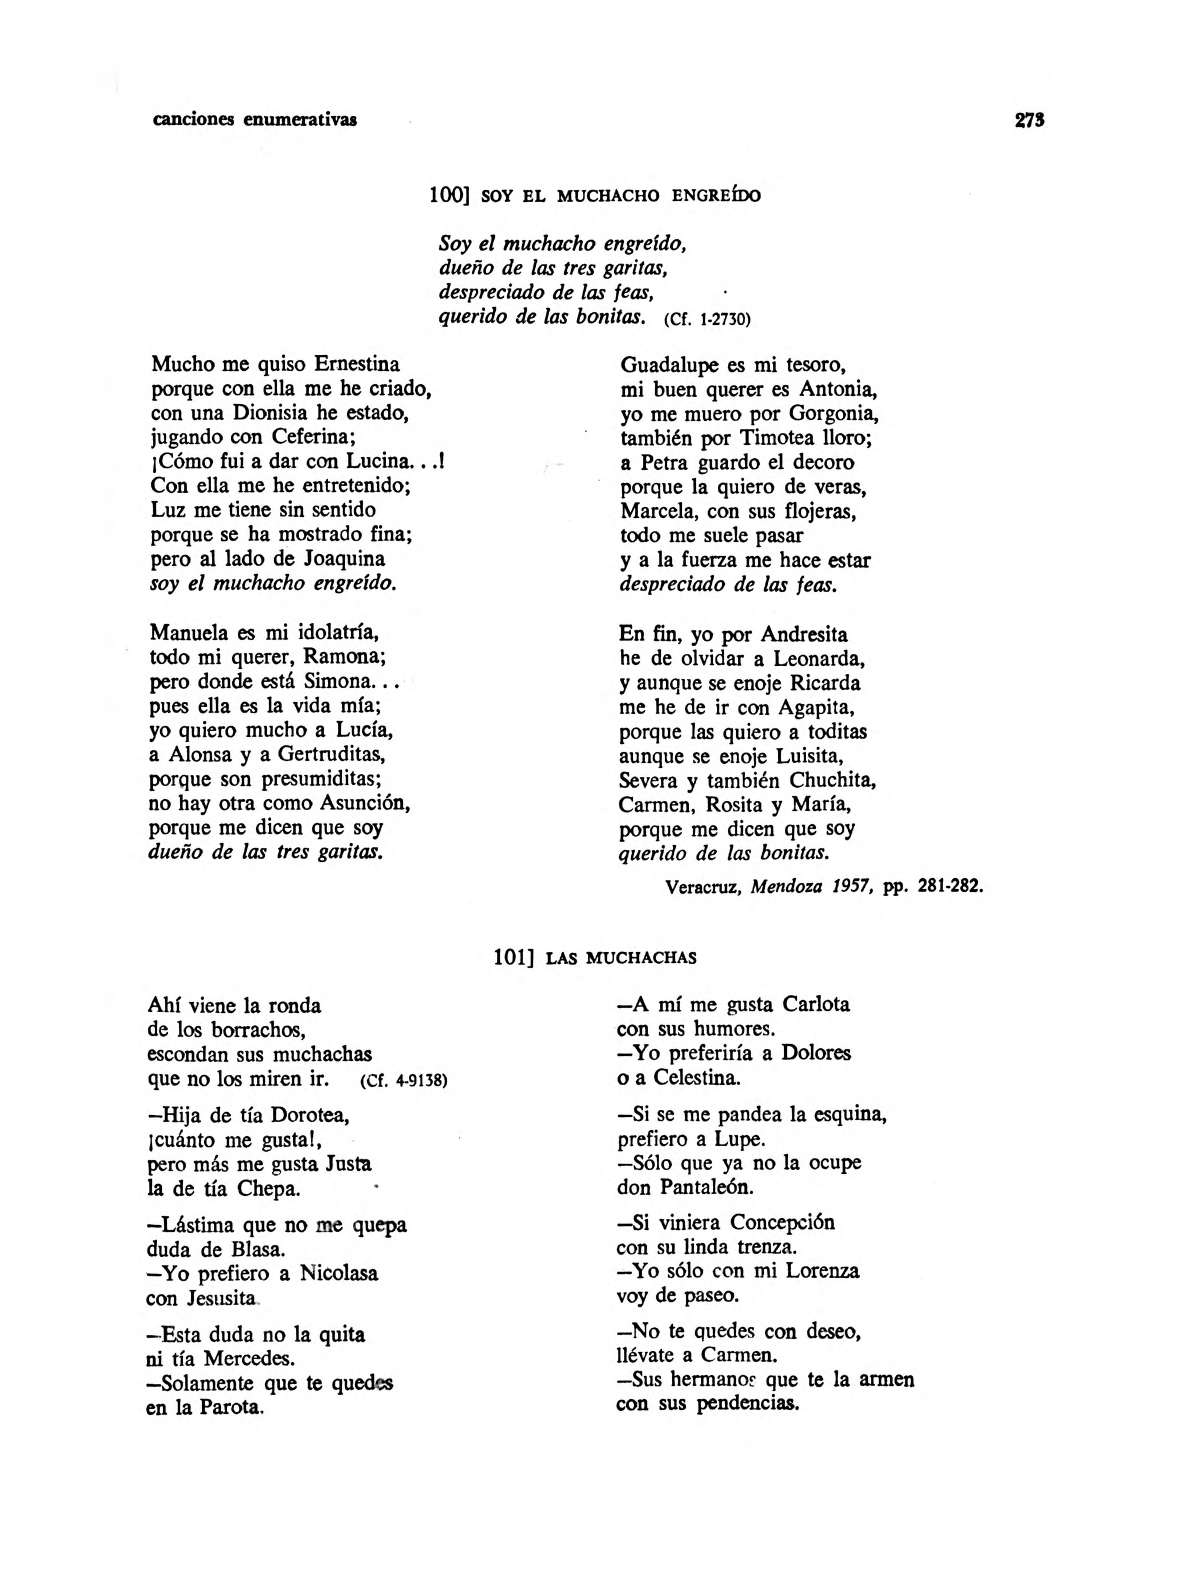 canciones enumerativas 273
100] SOY EL MUCHACHO ENGREÍDO
Soy el muchacho engreído,
dueño de las tres garitas,
despreciado de las feas,
querido de las bonitas. (Cf. 1-2730)
Mucho me quiso Ernestina
porque con ella me he criado,
con una Dionisia he estado,
jugando con Ceferina;
¡Cómo fui a dar con Lucina. . .!
Con ella me he entretenido;
Luz me tiene sin sentido
porque se ha mostrado fina;
pero al lado de Joaquina
soy el muchacho engreído.
Manuela es mi idolatría,
todo mi querer, Ramona;
pero donde está Simona. . .
pues ella es la vida mía;
yo quiero mucho a Lucía,
a Alonsa y a Gertruditas,
porque son presumiditas;
no hay otra como Asunción,
porque me dicen que soy
dueño de las tres garitas.
Guadalupe es mi tesoro,
mi buen querer es Antonia,
yo me muero por Gorgonia,
también por Timotea lloro;
a Petra guardo el decoro
porque la quiero de veras,
Marcela, con sus flojeras,
todo me suele pasar
y a la fuerza me hace estar
despreciado de las feas.
En fin, yo por Andresita
he de olvidar a Leonarda,
y aunque se enoje Ricarda
me he de ir con Agapita,
porque las quiero a toditas
aunque se enoje Luisita,
Severa y también Chuchita,
Carmen, Rosita y María,
porque me dicen que soy
querido de las bonitas.
Veracruz, Mendoza 1957, pp. 281-282.
101] LAS MUCHACHAS
Ahí viene la ronda
de los borrachos,
escondan sus muchachas
que no los miren ir. (Cf. 4-9138)
—Hija de tía Dorotea,
¡cuánto me gusta!,
pero más me gusta Justa
la de tía Chepa.
—Lástima que no me quepa
duda de Blasa.
—Yo prefiero a Nicolasa
con Jesusita.
—Esta duda no la quita
ni tía Mercedes.
—Solamente que te quedes
en la Parota.
—A mí me gusta Carlota
con sus humores.
—Yo preferiría a Dolores
o a Celestina.
—Si se me pandea la esquina,
prefiero a Lupe.
—Sólo que ya no la ocupe
don Pantaleón.
—Si viniera Concepción
con su linda trenza.
—Yo sólo con mi Lorenza
voy de paseo.
—No te quedes con deseo,
llévate a Carmen.
—Sus hermanos que te la armen
con sus pendencias.